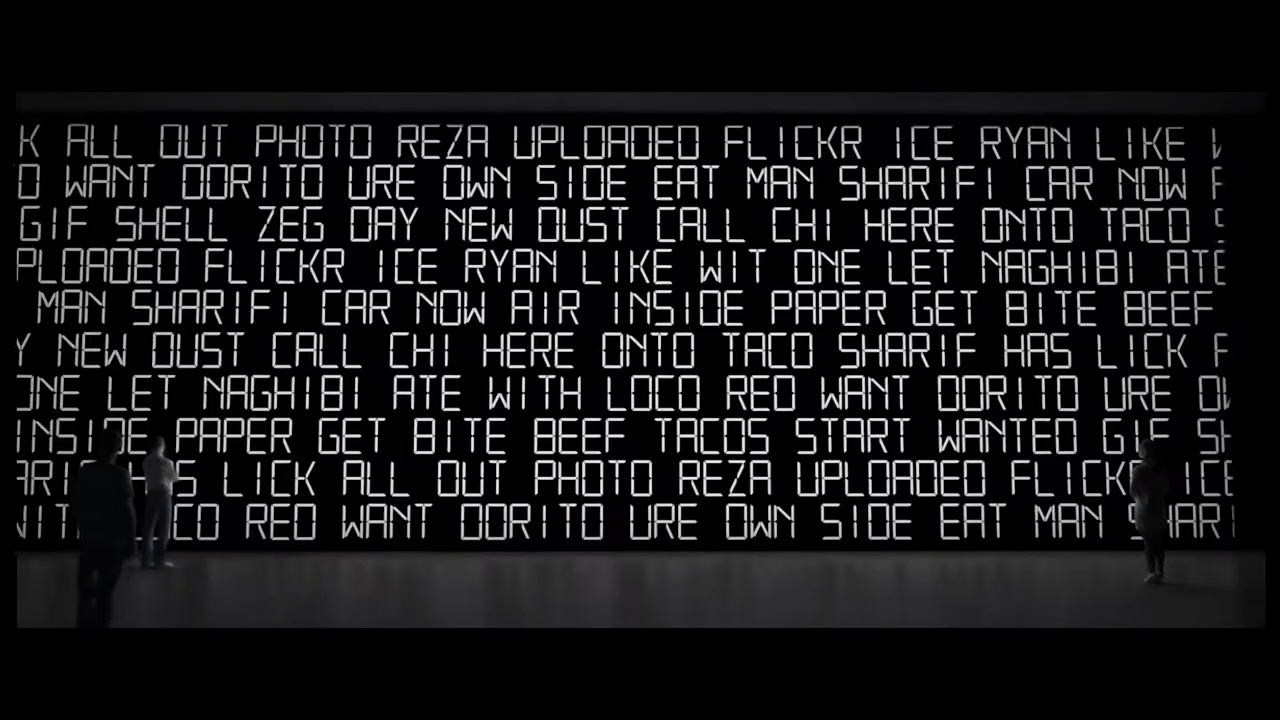 ALL OUT PHOTO REZA UPLOADED FLICKR ICE RYAN LIKE
WANT DORITO URE OWN SIDE EAT MAN SHARIFI CAR NOW
GIF SHELL ZEG DAY NEW DUST CALL CHI HERE ONTO TACO
PLOADED FLICKR ICE RYAN LIKE WIT ONE LET NAGHIBI ATE
MAN SHARIFI CAR NOW AIR INSIDE PAPER GET BITE BEEF
Y NEW DUST CALL CHI HERE ONTO TACO SHARIF HAS LICK
ONE LET NAGHIBI ATE WITH LOCO RED WANT DORITO URE
INSIDE PAPER GET BITE BEEF TACOS START WANTED GIF
LICK ALL OUT PHOTO REZA UPLOADED FLICKR ICE
RED WANT DORITO URE OWN SIDE EAT MAN